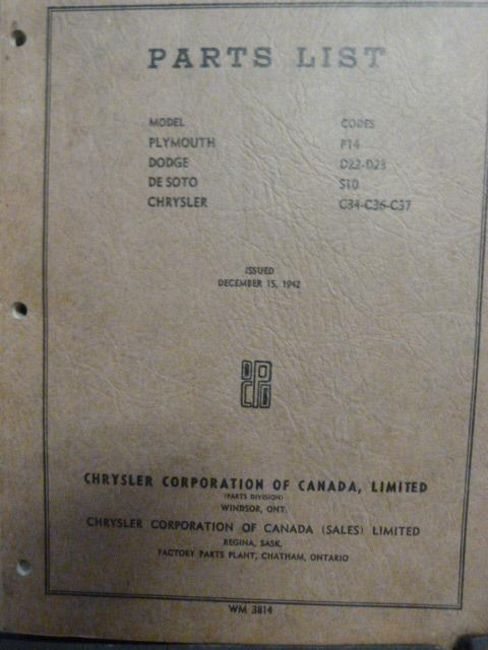 PARTS LIST
MODEL CODES
PLYMOUTH P14
DODGE D22-D23
DE SOTO S10
CHRYSLER C34-C36-C37
ISSUED
DECEMBER 15, 1942
CHRYSLER CORPORATION OF CANADA, LIMITED
(PARTS DIVISION)
WINDSOR, ONT.
CHRYSLER CORPORATION OF CANADA (SALES) LIMITED
REGINA, SASK.
FACTORY PARTS PLANT, CHATHAM, ONTARIO
WM 3814